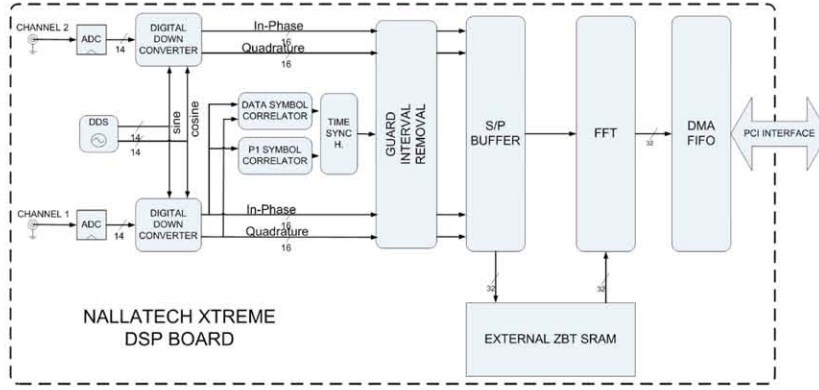 CHANNEL 2
ADC
14
DIGITAL
DOWN
CONVERTER
In-Phase
16
Quadrature
16
DDS
14
14
sine
cosine
DATA SYMBOL
CORRELATOR
P1 SYMBOL
CORRELATOR
TIME
SYNC
H.
GUARD
INTERVAL
REMOVAL
S/P
BUFFER
FFT
32
DMA
FIFO
PCI INTERFACE
CHANNEL 1
ADC
14
DIGITAL
DOWN
CONVERTER
In-Phase
16
Quadrature
16
32
32
EXTERNAL ZBT SRAM
NALLATECH XTREME
DSP BOARD